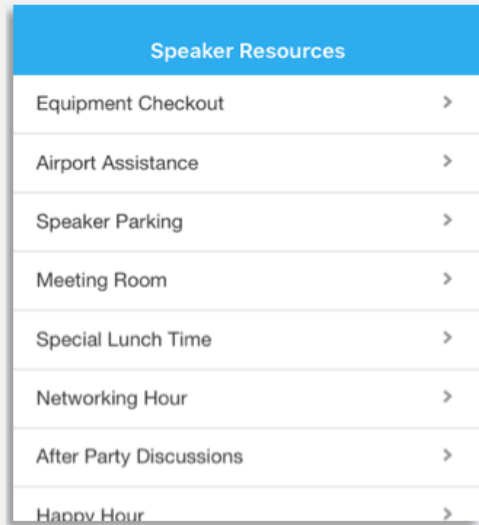 Speaker Resources
Equipment Checkout
Airport Assistance
Speaker Parking
Meeting Room
Special Lunch Time
Networking Hour
After Party Discussions
Happy Hour